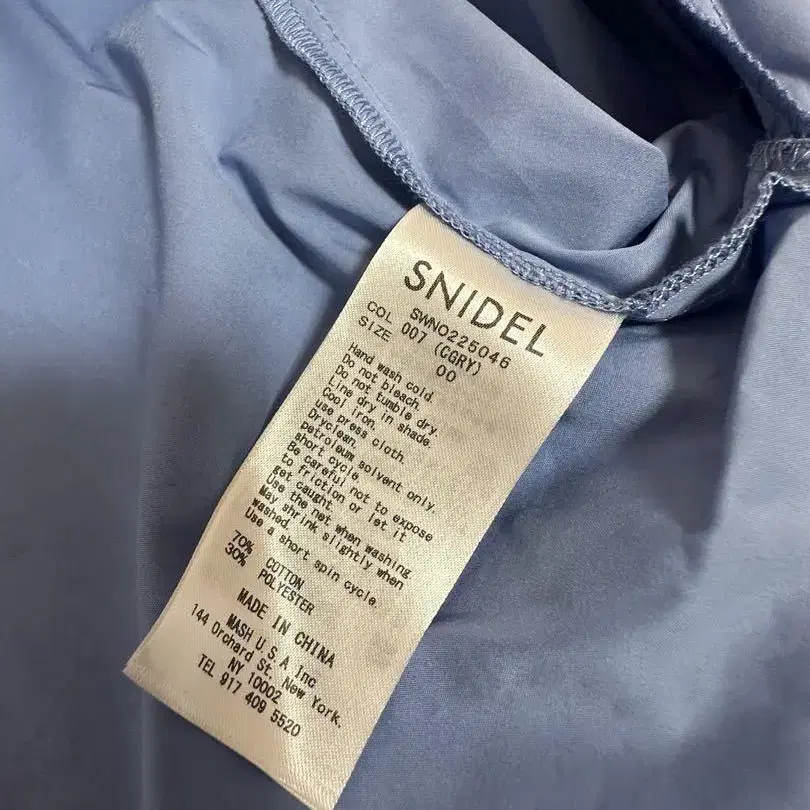 SNIDEL
SWNO225046
COL 007 (CGRY)
SIZE 00
Hand wash cold.
Do not bleach.
Do not tumble dry.
Line dry in shade.
Cool iron.
use press cloth.
Dryclean.
petroleum solvent only.
short cycle
Be careful not to expose
to friction or let it
get caught.
Use the net when washing
May shrink slightly when
washed.
Use a short spin cycle.
70% COTTON
30% POLYESTER
MADE IN CHINA
MASH U.S.A Inc
144 Orchard St. New York.
NY 10002
TEL 917 409 5520